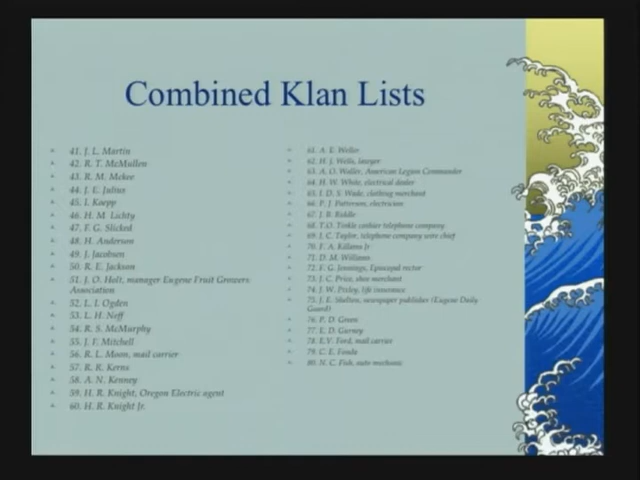 Combined Klan Lists
41. J. L. Martin
42. R. T. McMullen
43. R. M. Mckee
44. J. E. Julius
45. J. Koepp
46. H. M. Lichty
47. F. G. Slicked
48. H. Anderson
49. J. Jacobsen
50. R. E. Jackson
51. J. O. Holt, manager Eugene Fruit Growers
Association
52. L. I. Ogden
53. L. H. Neff
54. R. S. McMurphy
55. J. F. Mitchell
56. R. L. Moon, mail carrier
57. R. R. Kerns
58. A. N. Kenney
59. H. R. Knight, Oregon Electric agent
60. H. R. Knight Jr.
61. A. E. Weller
62. H. J. Wells, lawyer
63. A. O. Waller, American Legion Commander
64. H. W. White, electrical dealer
65. F. D. S. Wade, clothing merchant
66. P. J. Patterson, electrician
67. J. B. Riddle
68. T.O. Tinkle cashier telephone company
69. J. C. Taylor, telephone company wire chief
70. F. A. Killams Jr
71. D. M. Williams
72. F. G. Jennings, Episcopal rector
73. J. C. Price, shoe merchant
74. J. W. Pixley, life insurance
75. J. E. Shelton, newspaper publisher (Eugene Daily
Guard)
76. P. D. Green
77. E. D. Gurney
78. E.V. Ford, mail carrier
79. C. E. Fouds
80. N. C. Fish, auto mechanic